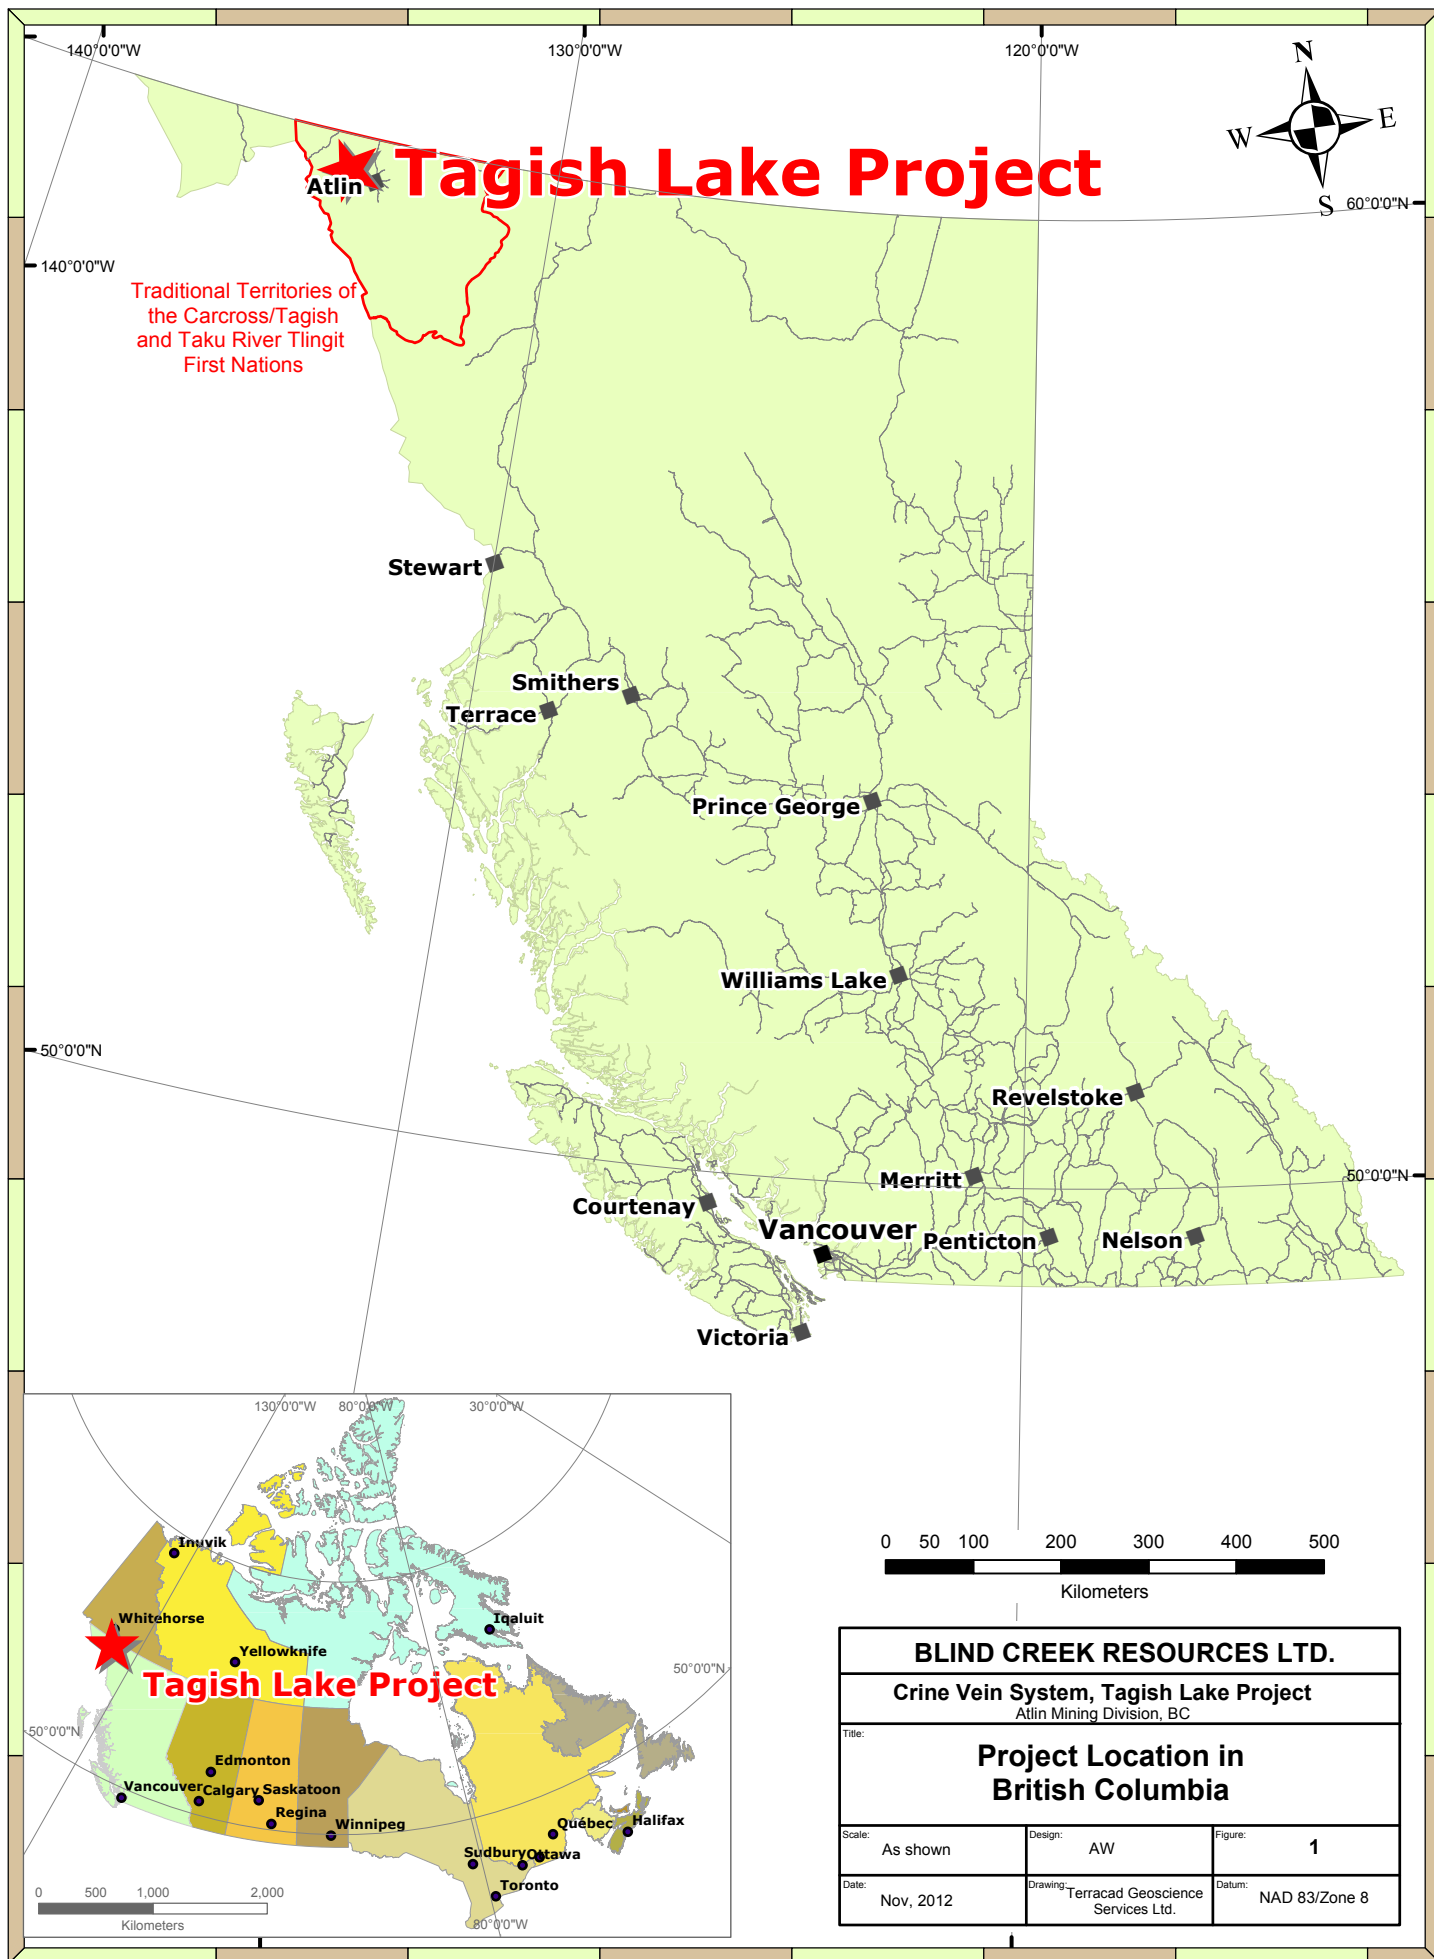 140°0'0"W
130°0'0"W
120°0'0"W
N
W
E
S
Tagish Lake Project
Atlin
60°0'0"N
140°0'0"W
Traditional Territories of
the Carcross/Tagish
and Taku River Tlingit
First Nations
Stewart
Smithers
Terrace
Prince George
Williams Lake
50°0'0"N
Revelstoke
Merritt
50°0'0"N
Courtenay
Vancouver
Penticton
Nelson
Victoria
130°0'0"W
80°0'0"W
30°0'0"W
Inuvik
Whitehorse
Iqaluit
Yellowknife
50°0'0"N
Tagish Lake Project
50°0'0"N
Edmonton
Vancouver
Calgary
Saskatoon
Regina
Winnipeg
Québec
Halifax
Sudbury
Ottawa
Toronto
80°0'0"W
0 500 1,000 2,000
Kilometers
0 50 100 200 300 400 500
Kilometers
BLIND CREEK RESOURCES LTD.
Crine Vein System, Tagish Lake Project
Atlin Mining Division, BC
Title:
Project Location in
British Columbia
Scale: As shown
Design: AW
Figure: 1
Date: Nov, 2012
Drawing: Terracad Geoscience
Services Ltd.
Datum: NAD 83/Zone 8